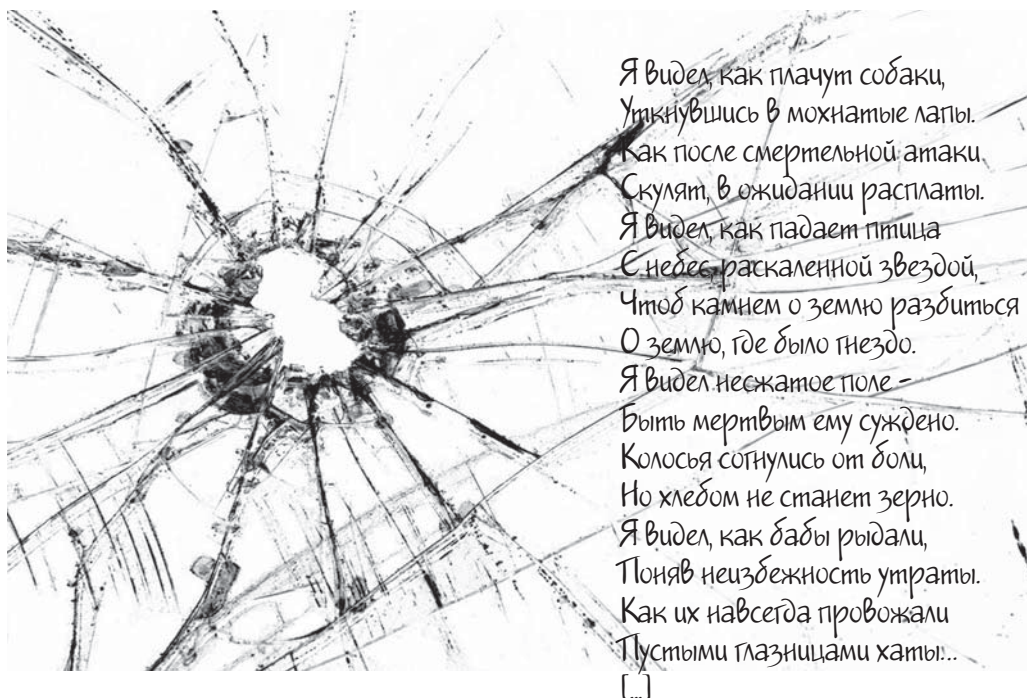 Я видел, как плачут собаки,
Уткнувшись в мохнатые лапы.
Как после смертельной атаки
Скулят, в ожидании расплаты.
Я видел, как падает птица
С небес, раскаленной звездой,
Чтоб камнем о землю разбиться
О землю, где было гнездо.
Я видел несжатое поле -
Быть мертвым ему суждено.
Колосья согнулись от боли,
Но хлебом не станет зерно.
Я видел, как бабы рыдали,
Поняв неизбежность утраты.
Как их навсегда провожали
Пустыми глазницами хаты...
[...]